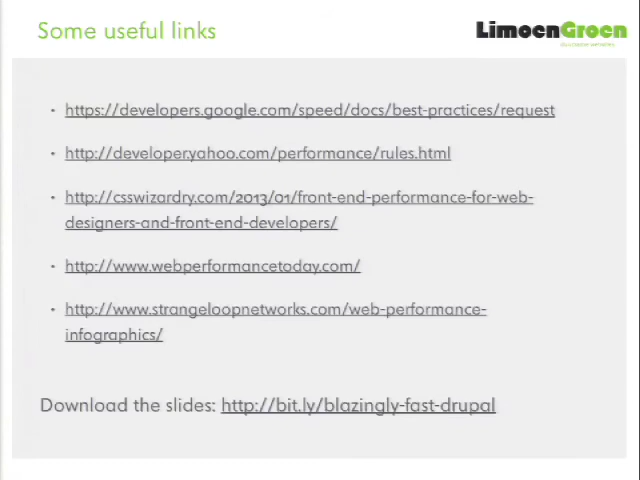 Some useful links
LimoenGroen
• https://developers.google.com/speed/docs/best-practices/request
• http://developer.yahoo.com/performance/rules.html
• http://csswizardry.com/2013/01/front-end-performance-for-web-
designers-and-front-end-developers/
• http://www.webperformancetoday.com/
• http://www.strangeloopnetworks.com/web-performance-
infographics/
Download the slides: http://bit.ly/blazingly-fast-drupal